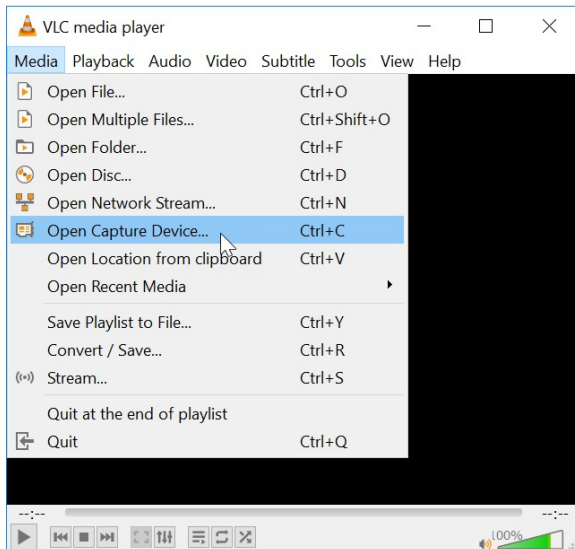 VLC media player
Media Playback Audio Video Subtitle Tools View Help
Open File... Ctrl+O
Open Multiple Files... Ctrl+Shift+O
Open Folder... Ctrl+F
Open Disc... Ctrl+D
Open Network Stream... Ctrl+N
Open Capture Device... Ctrl+C
Open Location from clipboard Ctrl+V
Open Recent Media
Save Playlist to File... Ctrl+Y
Convert / Save... Ctrl+R
Stream... Ctrl+S
Quit at the end of playlist
Quit Ctrl+Q
--:-- --:--
100%